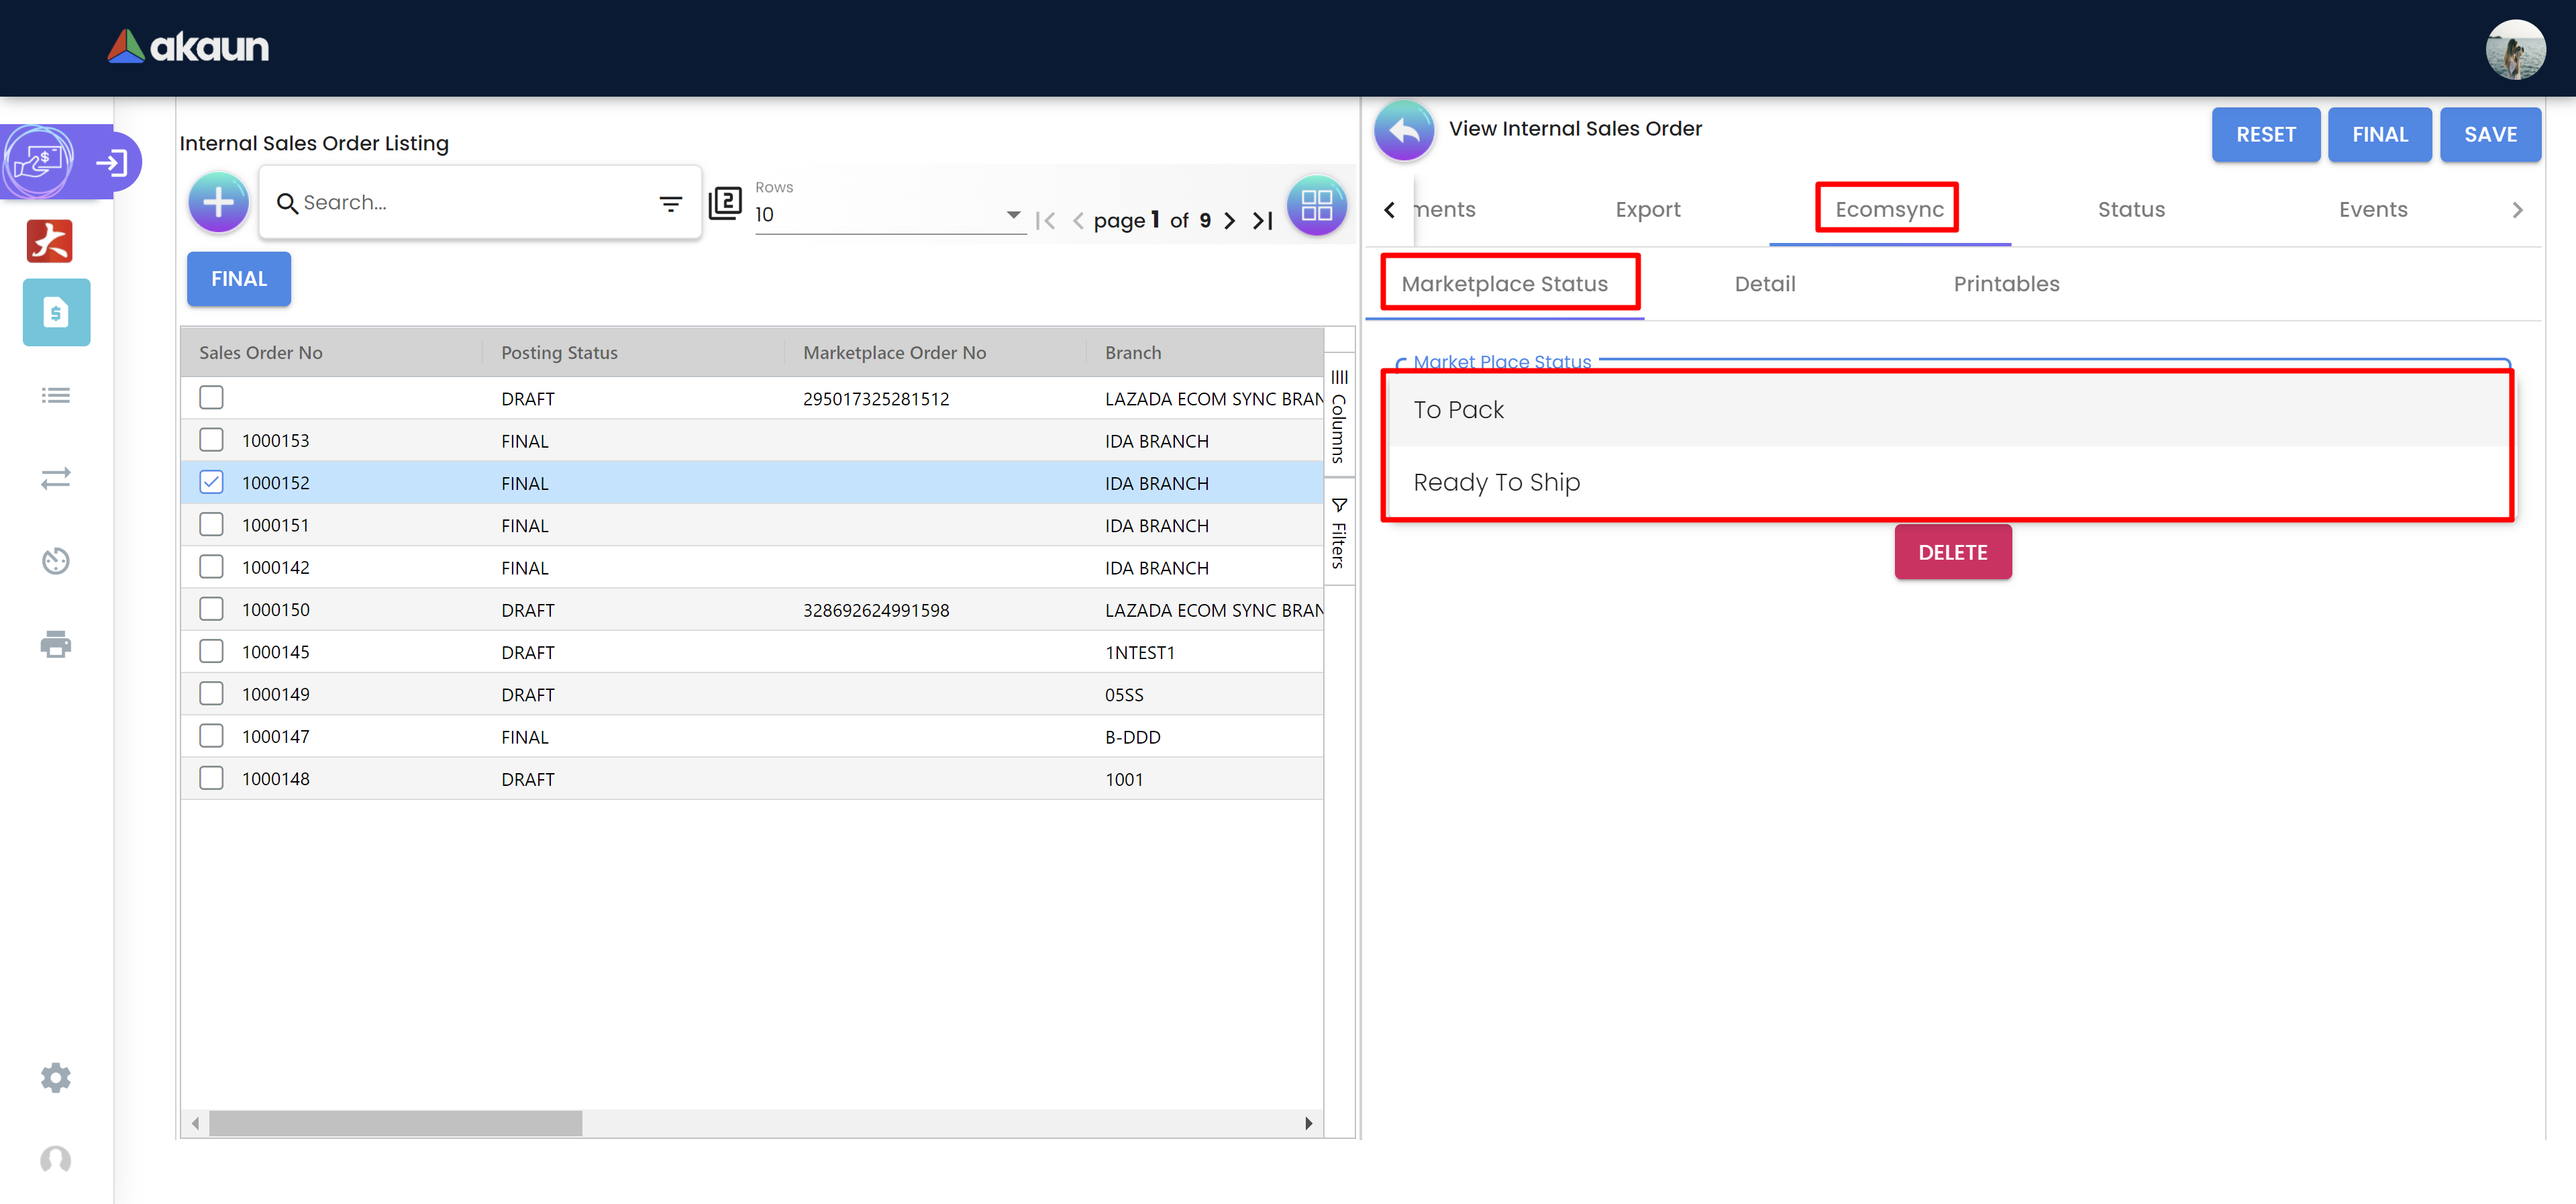 akaun
Internal Sales Order Listing
Search...
2
Rows
10
page 1 of 9
FINAL
Sales Order No Posting Status Marketplace Order No Branch
DRAFT 295017325281512 LAZADA ECOM SYNC BRAN
1000153 FINAL IDA BRANCH
1000152 FINAL IDA BRANCH
1000151 FINAL IDA BRANCH
1000142 FINAL IDA BRANCH
1000150 DRAFT 328692624991598 LAZADA ECOM SYNC BRAN
1000145 DRAFT 1NTEST1
1000149 DRAFT 05SS
1000147 FINAL B-DDD
1000148 DRAFT 1001
Columns
Filters
View Internal Sales Order
RESET FINAL SAVE
ments Export Ecomsync Status Events
Marketplace Status Detail Printables
Market Place Status
To Pack
Ready To Ship
DELETE